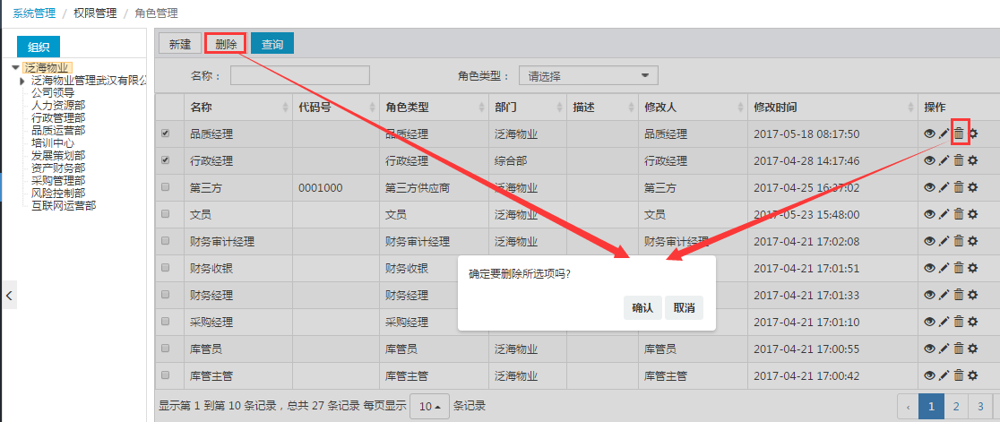 系统管理 / 权限管理 / 角色管理
组织
泛海物业
泛海物业管理武汉有限公
公司领导
人力资源部
行政管理部
品质运营部
培训中心
发展策划部
资产财务部
采购管理部
风险控制部
互联网运营部
新建 删除 查询
名称： 角色类型： 请选择
名称 代码号 角色类型 部门 描述 修改人 修改时间 操作
品质经理 品质经理 泛海物业 品质经理 2017-05-18 08:17:50
行政经理 行政经理 综合部 行政经理 2017-04-28 14:17:46
第三方 0001000 第三方供应商 泛海物业 第三方 2017-04-25 16:37:02
文员 文员 泛海物业 文员 2017-05-23 15:48:00
财务审计经理 财务审计经理 泛海物业 财务审计经理 2017-04-21 17:02:08
财务收银 财务收银 2017-04-21 17:01:51
财务经理 财务经理 2017-04-21 17:01:33
采购经理 采购经理 2017-04-21 17:01:10
库管员 库管员 泛海物业 库管员 2017-04-21 17:00:55
库管主管 库管主管 泛海物业 库管主管 2017-04-21 17:00:42
确定要删除所选项吗?
确认 取消
显示第 1 到第 10 条记录，总共 27 条记录 每页显示 10 条记录
‹ 1 2 3